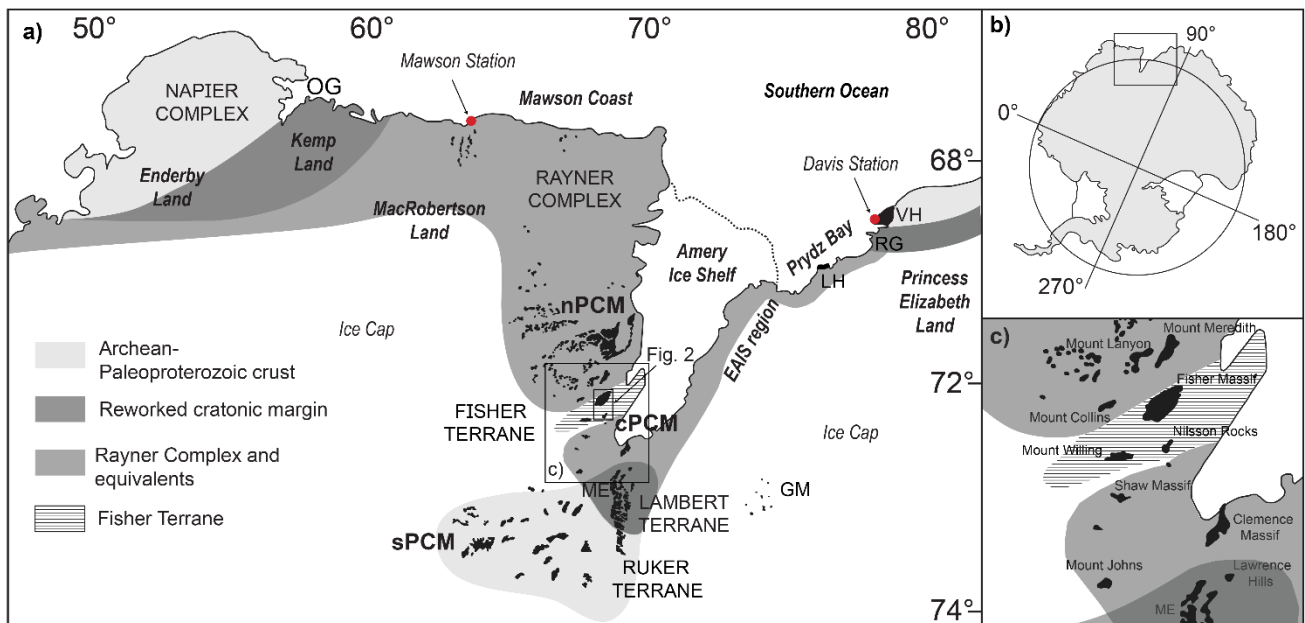 a)
50°
60°
70°
80°
Mawson Station
NAPIER
COMPLEX
OG
Mawson Coast
Southern Ocean
Kemp
Land
Enderby
Land
68°
Davis Station
RAYNER
COMPLEX
MacRobertson
Land
VH
RG
Prydz Bay
Amery
Ice Shelf
LH
Princess
Elizabeth
Land
nPCM
Ice Cap
EAIS region
Fig. 2
72°
FISHER
TERRANE
cPCM
Ice Cap
c)
ME
GM
LAMBERT
TERRANE
sPCM
RUKER
TERRANE
74°
Archean-
Paleoproterozoic crust
Reworked cratonic margin
Rayner Complex and
equivalents
Fisher Terrane
b)
90°
0°
180°
270°
c)
Mount Meredith
Mount Lanyon
Fisher Massif
Mount Collins
Nilsson Rocks
Mount Willing
Shaw Massif
Clemence
Massif
Mount Johns
Lawrence
Hills
ME